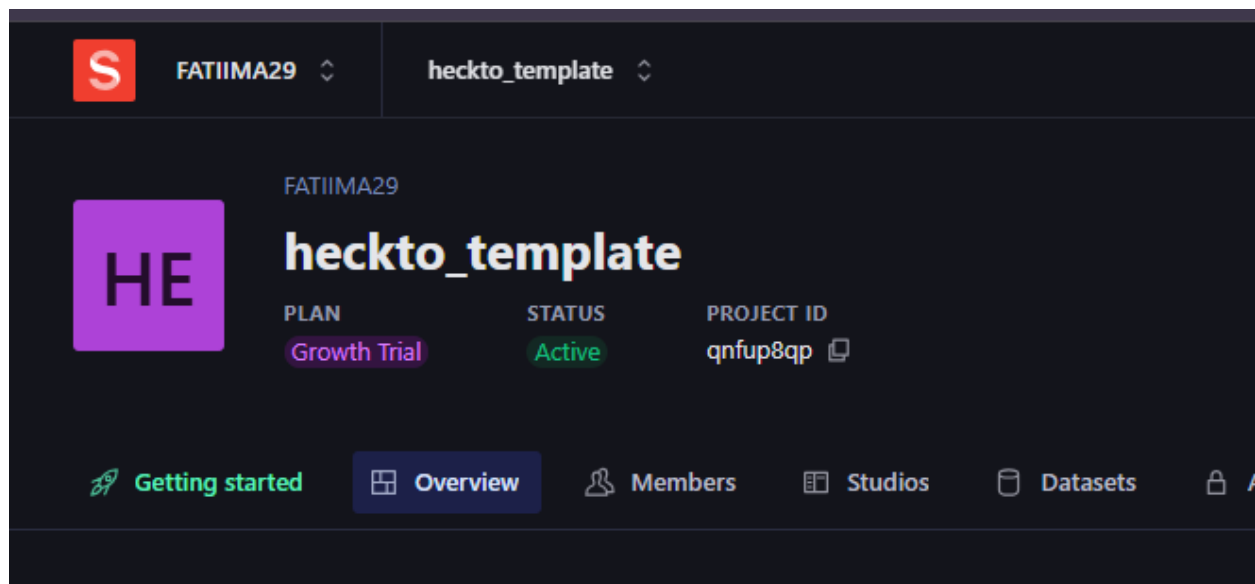 S FATIIMA29 heckto_template
FATIIMA29
HE
heckto_template
PLAN STATUS PROJECT ID
Growth Trial Active qnfup8qp
Getting started Overview Members Studios Datasets